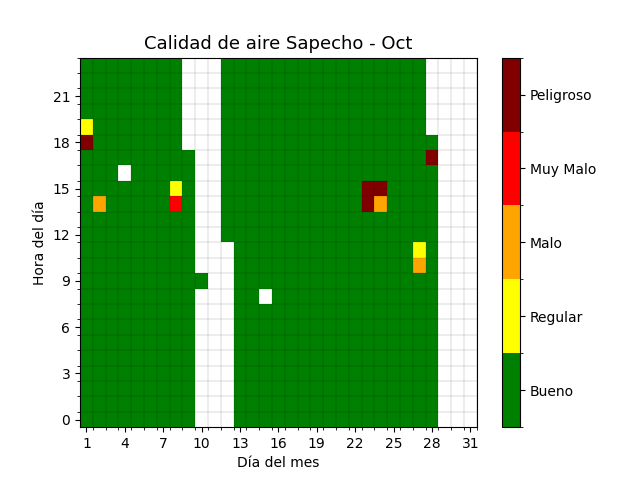 Calidad de aire Sapecho - Oct
21
18
15
12
9
6
3
0
Hora del día
1 4 7 10 13 16 19 22 25 28 31
Día del mes
Peligroso
Muy Malo
Malo
Regular
Bueno